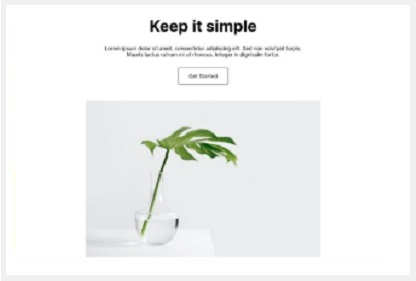 Keep it simple
Lorem ipsum dolor sit amet, consectetur adipiscing elit. Sed non volutpat turpis.
Mauris luctus rutrum mi ut rhoncus. Integer in dignissim tortor.
Get Started